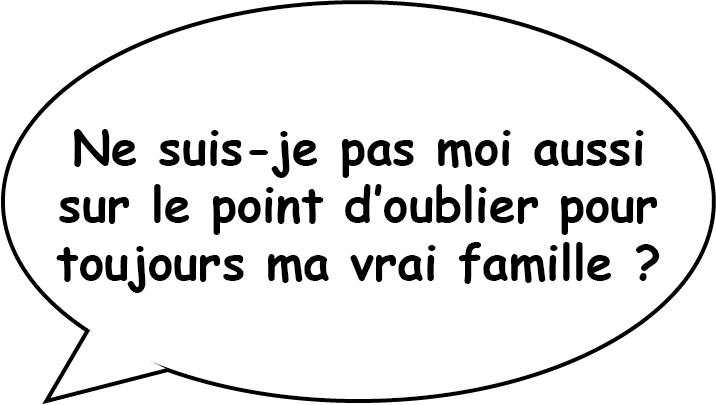 Ne suis-je pas moi aussi
sur le point d'oublier pour
toujours ma vrai famille ?